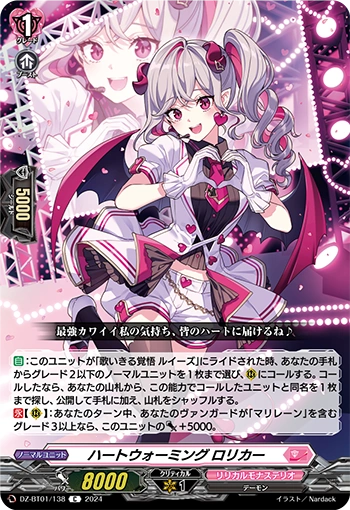 1
グレード
ブースト
5000
シールド
最強カワイイ私の気持ち、皆のハートに届けるね♪
自:このユニットが「歌いきる覚悟 ルイーズ」にライドされた時、あなたの手札
からグレード2以下のノーマルユニットを1枚まで選び、Rにコールする。コー
ルしたなら、あなたの山札から、この能力でコールしたユニットと同名を1枚
まで探し、公開して手札に加え、山札をシャッフルする。
永【R】:あなたのターン中、あなたのヴァンガードが「マリレーン」を含む
グレード3以上なら、このユニットの+5000。
ノーマルユニット
ハートウォーミング ロリカー
パワー 8000
クリティカル
1
リリカルモナステリオ
デーモン
DZ-BT01/138 C 2024
イラスト/ Nardack